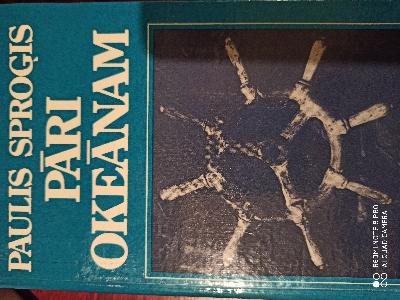 PAULIS SPROĢIS
PĀRI
OKEĀNAM
REDMI NOTE 8 PRO
AI QUAD CAMERA